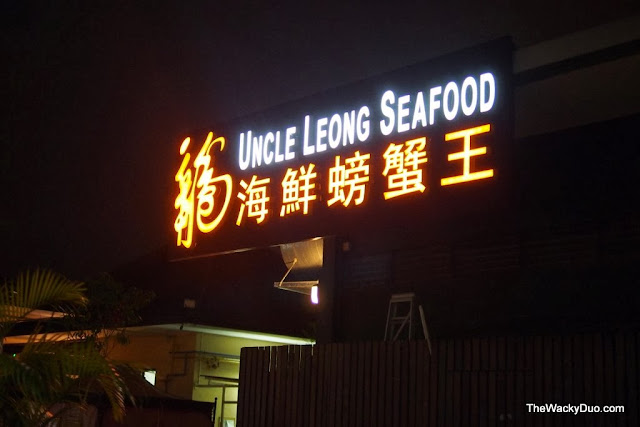 UNCLE LEONG SEAFOOD
龍海鮮螃蟹王
TheWackyDuo.com